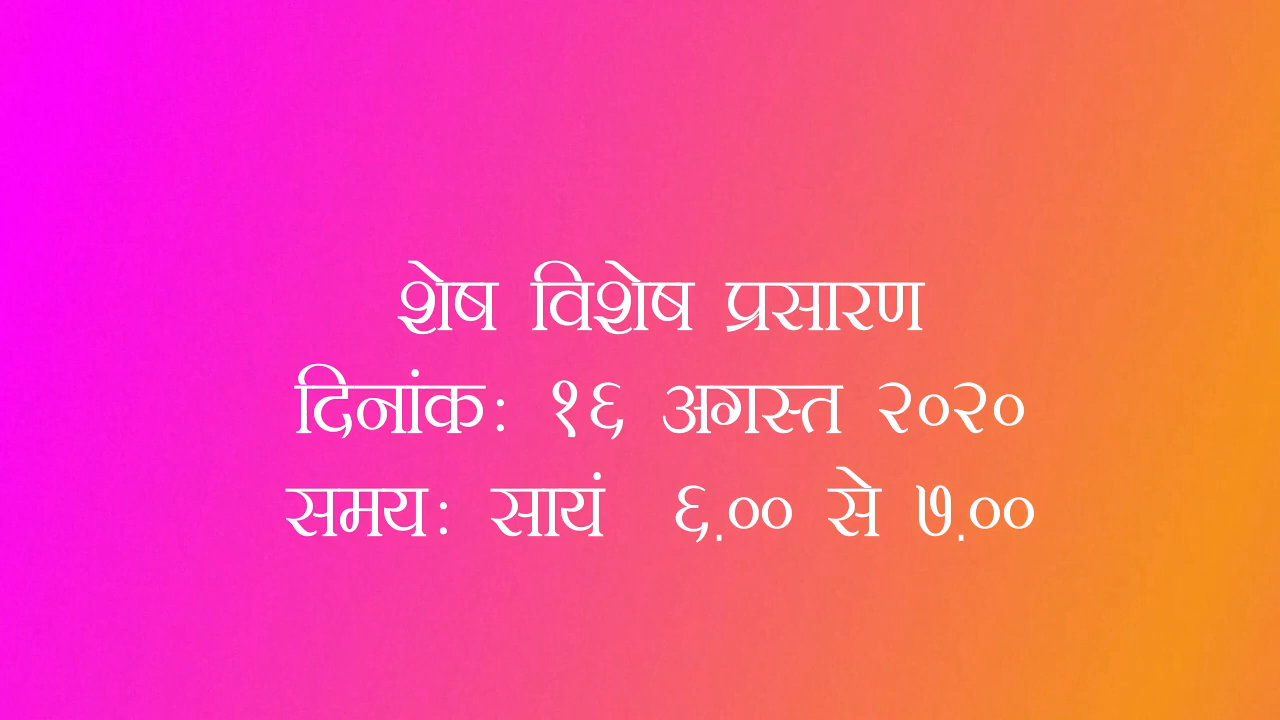 शेष विशेष प्रसारण
दिनांक: १६ अगस्त २०२०
समय: सायं ६.०० से ७.००